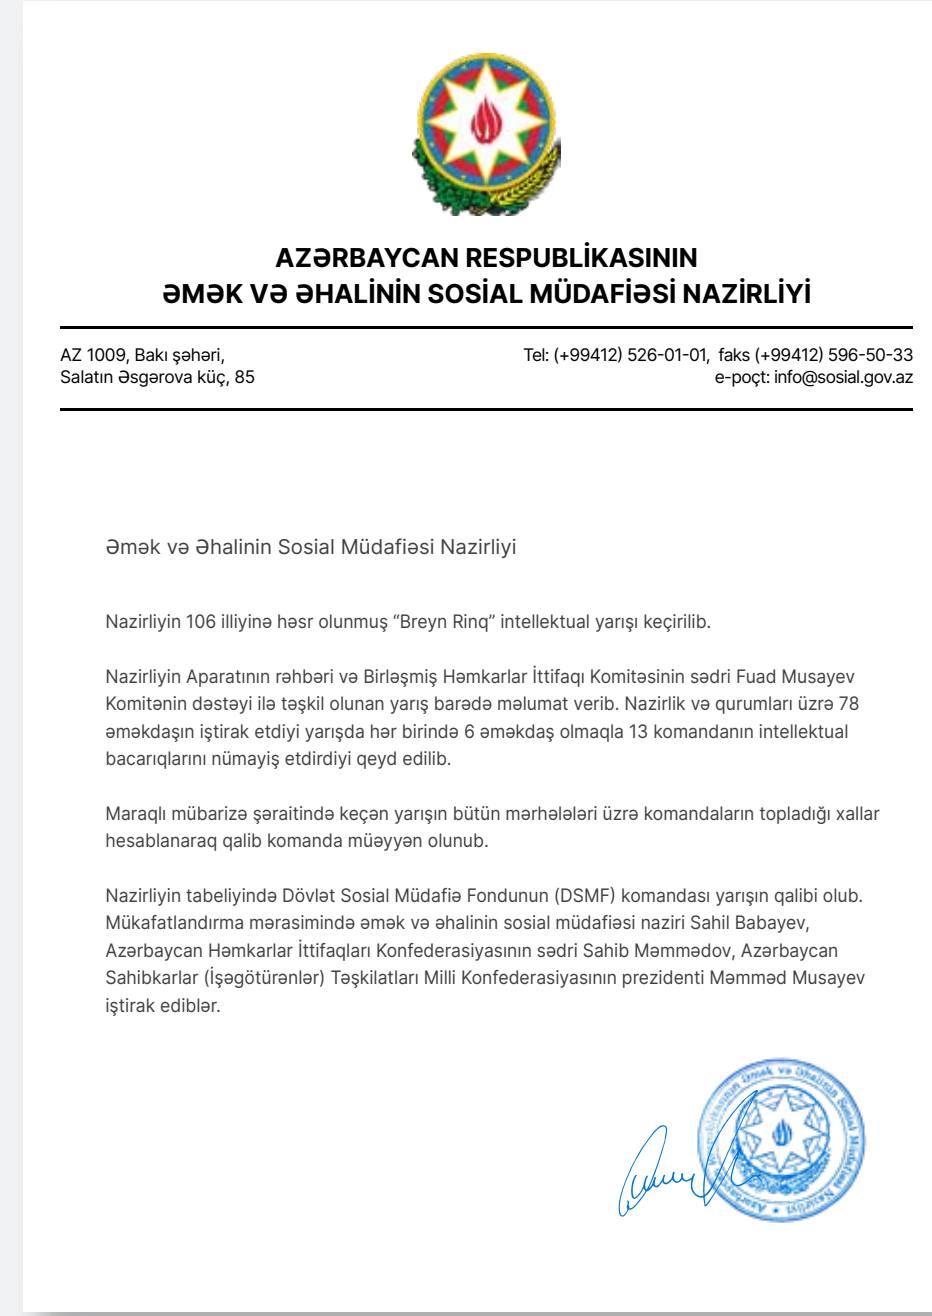 AZƏRBAYCAN RESPUBLİKASININ
ƏMƏK VƏ ƏHALİNİN SOSİAL MÜDAFİƏSİ NAZİRLİYİ
AZ 1009, Bakı şəhəri,
Salatın Əsgərova küç, 85
Tel: (+99412) 526-01-01, faks (+99412) 596-50-33
e-poçt: info@sosial.gov.az
Əmək və Əhalinin Sosial Müdafiəsi Nazirliyi
Nazirliyin 106 illiyinə həsr olunmuş “Breyn Rinq” intellektual yarışı keçirilib.
Nazirliyin Aparatının rəhbəri və Birləşmiş Həmkarlar İttifaqı Komitəsinin sədri Fuad Musayev
Komitənin dəstəyi ilə təşkil olunan yarış barədə məlumat verib. Nazirlik və qurumları üzrə 78
əməkdaşın iştirak etdiyi yarışda hər birində 6 əməkdaş olmaqla 13 komandanın intellektual
bacarıqlarını nümayiş etdirdiyi qeyd edilib.
Maraqlı mübarizə şəraitində keçən yarışın bütün mərhələləri üzrə komandaların topladığı xallar
hesablanaraq qalib komanda müəyyən olunub.
Nazirliyin tabeliyində Dövlət Sosial Müdafiə Fondunun (DSMF) komandası yarışın qalibi olub.
Mükafatlandırma mərasimində əmək və əhalinin sosial müdafiəsi naziri Sahil Babayev,
Azərbaycan Həmkarlar İttifaqları Konfederasiyasının sədri Sahib Məmmədov, Azərbaycan
Sahibkarlar (İşəgötürənlər) Təşkilatları Milli Konfederasiyasının prezidenti Məmməd Musayev
iştirak ediblər.
Respublikasının Əmək və Əhalinin Sosial Müdafiəsi Nazirliyi